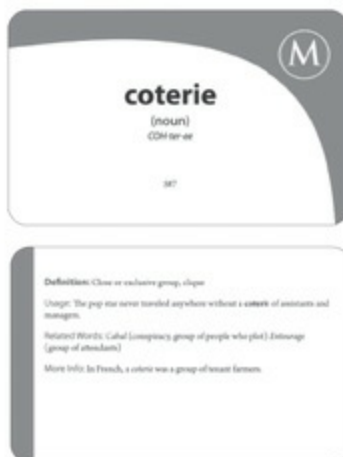 M
coterie
(noun)
COH-ter-ee
387
Definition: Close or exclusive group, clique
Usage: The pop star never traveled anywhere without a coterie of assistants and
managers.
Related Words: Cabal (conspiracy, group of people who plot) Entourage
(group of attendants)
More Info: In French, a coterie was a group of tenant farmers.